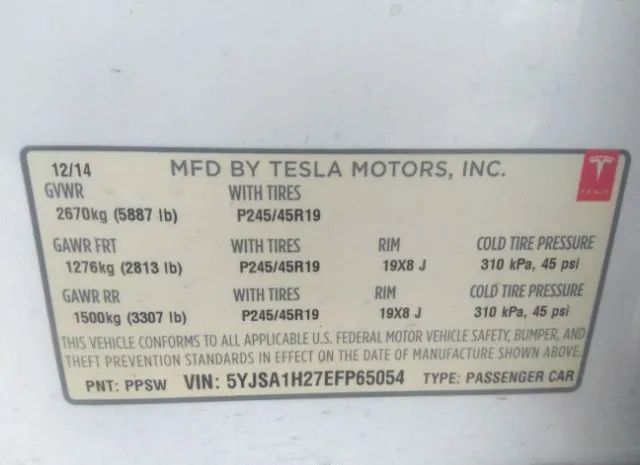 12/14 MFD BY TESLA MOTORS, INC.
TESLA
GVWR WITH TIRES
2670kg (5887 lb) P245/45R19
GAWR FRT WITH TIRES RIM COLD TIRE PRESSURE
1276kg (2813 lb) P245/45R19 19X8 J 310 kPa, 45 psi
GAWR RR WITH TIRES RIM COLD TIRE PRESSURE
1500kg (3307 lb) P245/45R19 19X8 J 310 kPa, 45 psi
THIS VEHICLE CONFORMS TO ALL APPLICABLE U.S. FEDERAL MOTOR VEHICLE SAFETY, BUMPER, AND
THEFT PREVENTION STANDARDS IN EFFECT ON THE DATE OF MANUFACTURE SHOWN ABOVE.
PNT: PPSW VIN: 5YJSA1H27EFP65054 TYPE: PASSENGER CAR